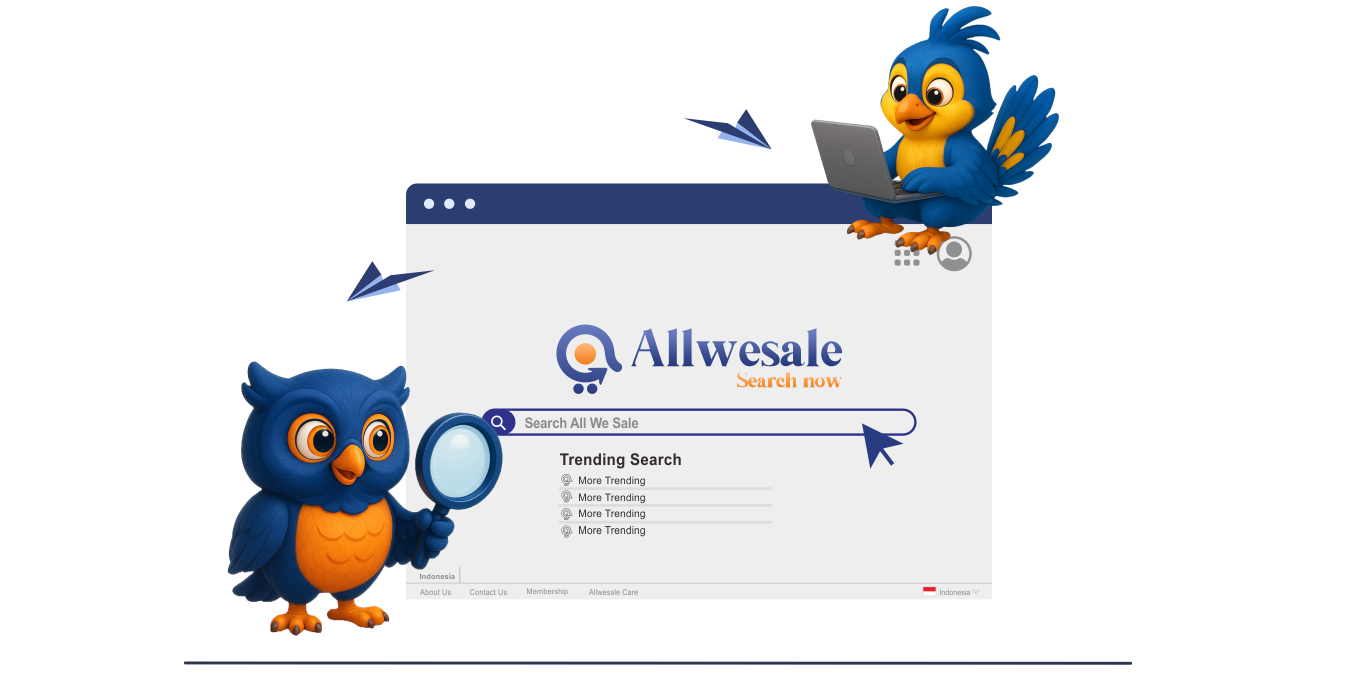 Allwesale
Search now
Search All We Sale
Trending Search
More Trending
More Trending
More Trending
More Trending
Indonesia
About Us Contact Us Membership Allwesale Care Indonesia